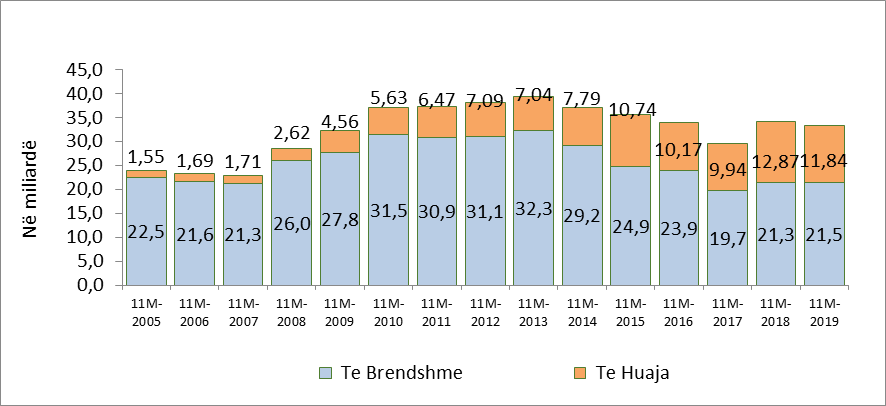 Në miliardë
45,0
40,0
35,0
30,0
25,0
20,0
15,0
10,0
5,0
0,0
1,55 1,69 1,71 2,62 4,56 5,63 6,47 7,09 7,04 7,79 10,74 10,17 9,94 12,87 11,84
22,5 21,6 21,3 26,0 27,8 31,5 30,9 31,1 32,3 29,2 24,9 23,9 19,7 21,3 21,5
11M- 11M- 11M- 11M- 11M- 11M- 11M- 11M- 11M- 11M- 11M- 11M- 11M- 11M- 11M-
2005 2006 2007 2008 2009 2010 2011 2012 2013 2014 2015 2016 2017 2018 2019
Te Brendshme Te Huaja